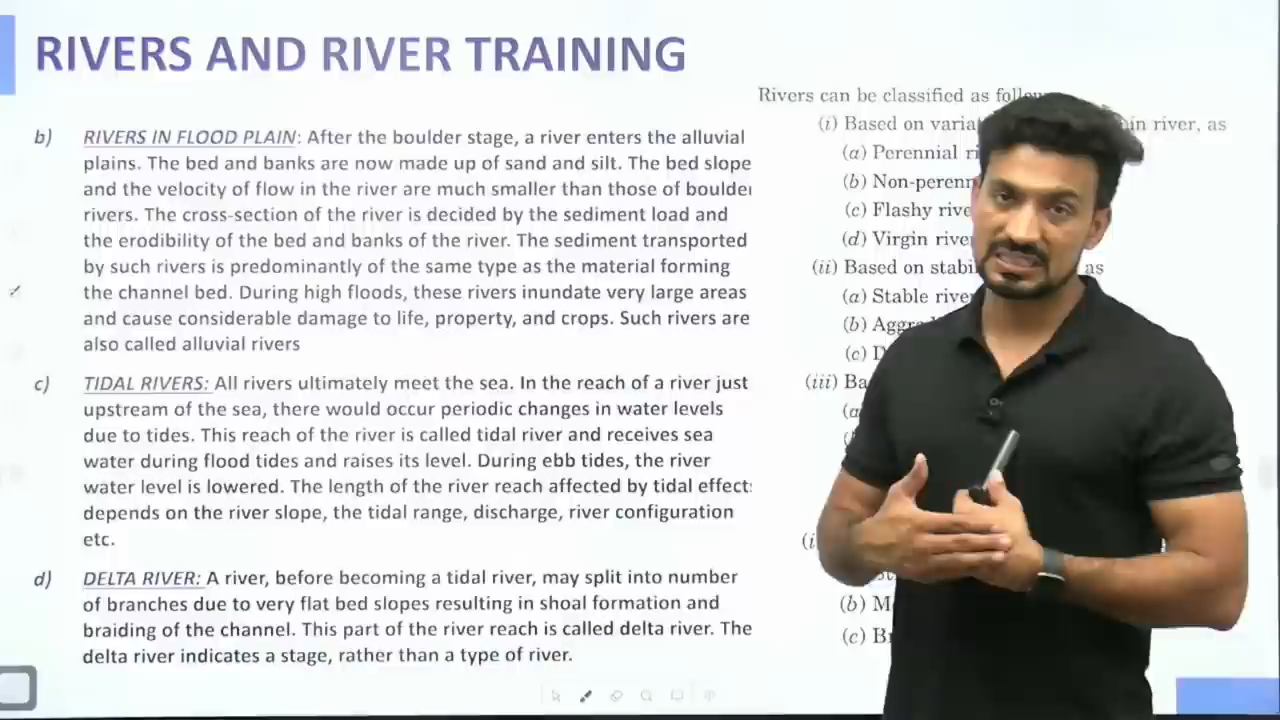 RIVERS AND RIVER TRAINING
b) RIVERS IN FLOOD PLAIN: After the boulder stage, a river enters the alluvial
plains. The bed and banks are now made up of sand and silt. The bed slope
and the velocity of flow in the river are much smaller than those of boulder
rivers. The cross-section of the river is decided by the sediment load and
the erodibility of the bed and banks of the river. The sediment transported
by such rivers is predominantly of the same type as the material forming
the channel bed. During high floods, these rivers inundate very large areas
and cause considerable damage to life, property, and crops. Such rivers are
also called alluvial rivers
c) TIDAL RIVERS: All rivers ultimately meet the sea. In the reach of a river just
upstream of the sea, there would occur periodic changes in water levels
due to tides. This reach of the river is called tidal river and receives sea
water during flood tides and raises its level. During ebb tides, the river
water level is lowered. The length of the river reach affected by tidal effect
depends on the river slope, the tidal range, discharge, river configuration
etc.
d) DELTA RIVER: A river, before becoming a tidal river, may split into number
of branches due to very flat bed slopes resulting in shoal formation and
braiding of the channel. This part of the river reach is called delta river. The
delta river indicates a stage, rather than a type of river.
Rivers can be classified as
(i) Based on in river, as
(a) Perennial
(b)
(c) Flashy
(d) Virgin
(ii) Based on as
(a) Stable
(b)
(c)
(iii)
(b)
(c)